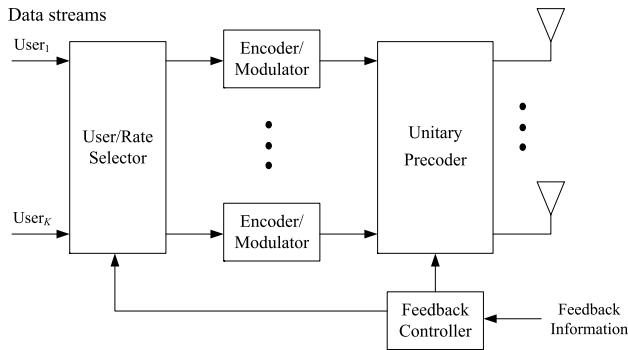 Data streams
User1
User/Rate
Selector
Encoder/
Modulator
Unitary
Precoder
UserK
Encoder/
Modulator
Feedback
Controller
Feedback
Information